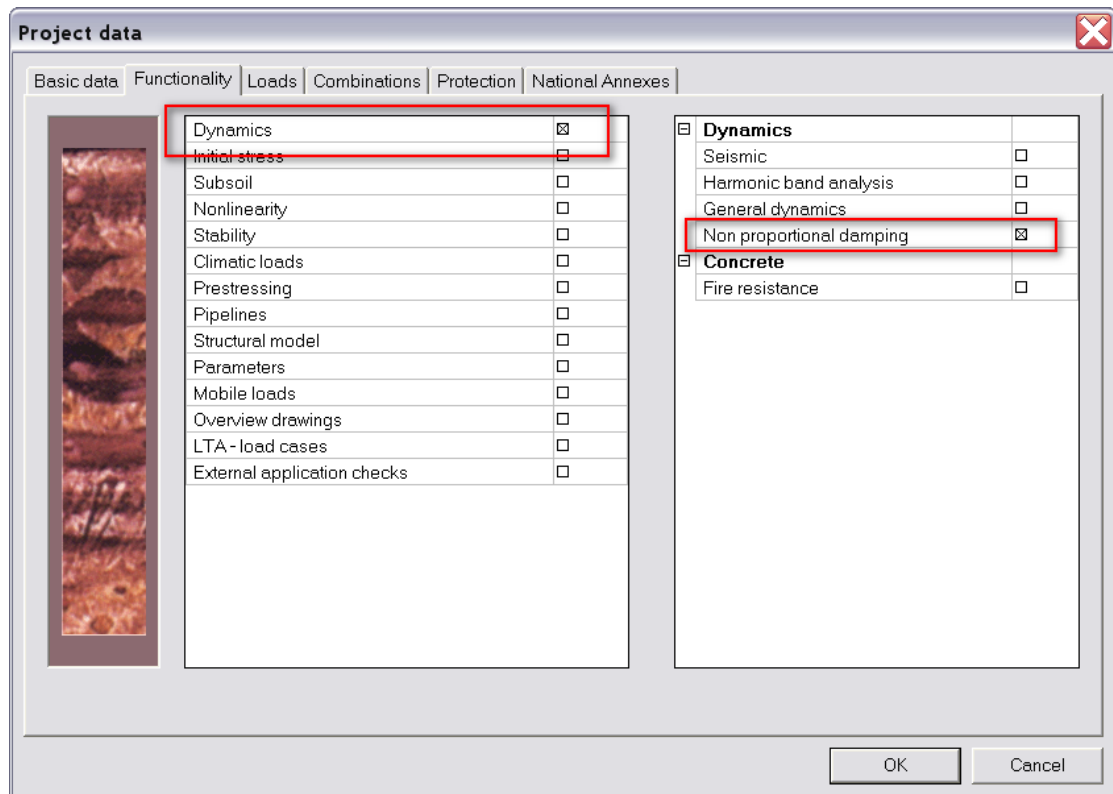 Project data
Basic data Functionality Loads Combinations Protection National Annexes
Dynamics
Initial stress
Subsoil
Nonlinearity
Stability
Climatic loads
Prestressing
Pipelines
Structural model
Parameters
Mobile loads
Overview drawings
LTA - load cases
External application checks
Dynamics
Seismic
Harmonic band analysis
General dynamics
Non proportional damping
Concrete
Fire resistance
OK Cancel